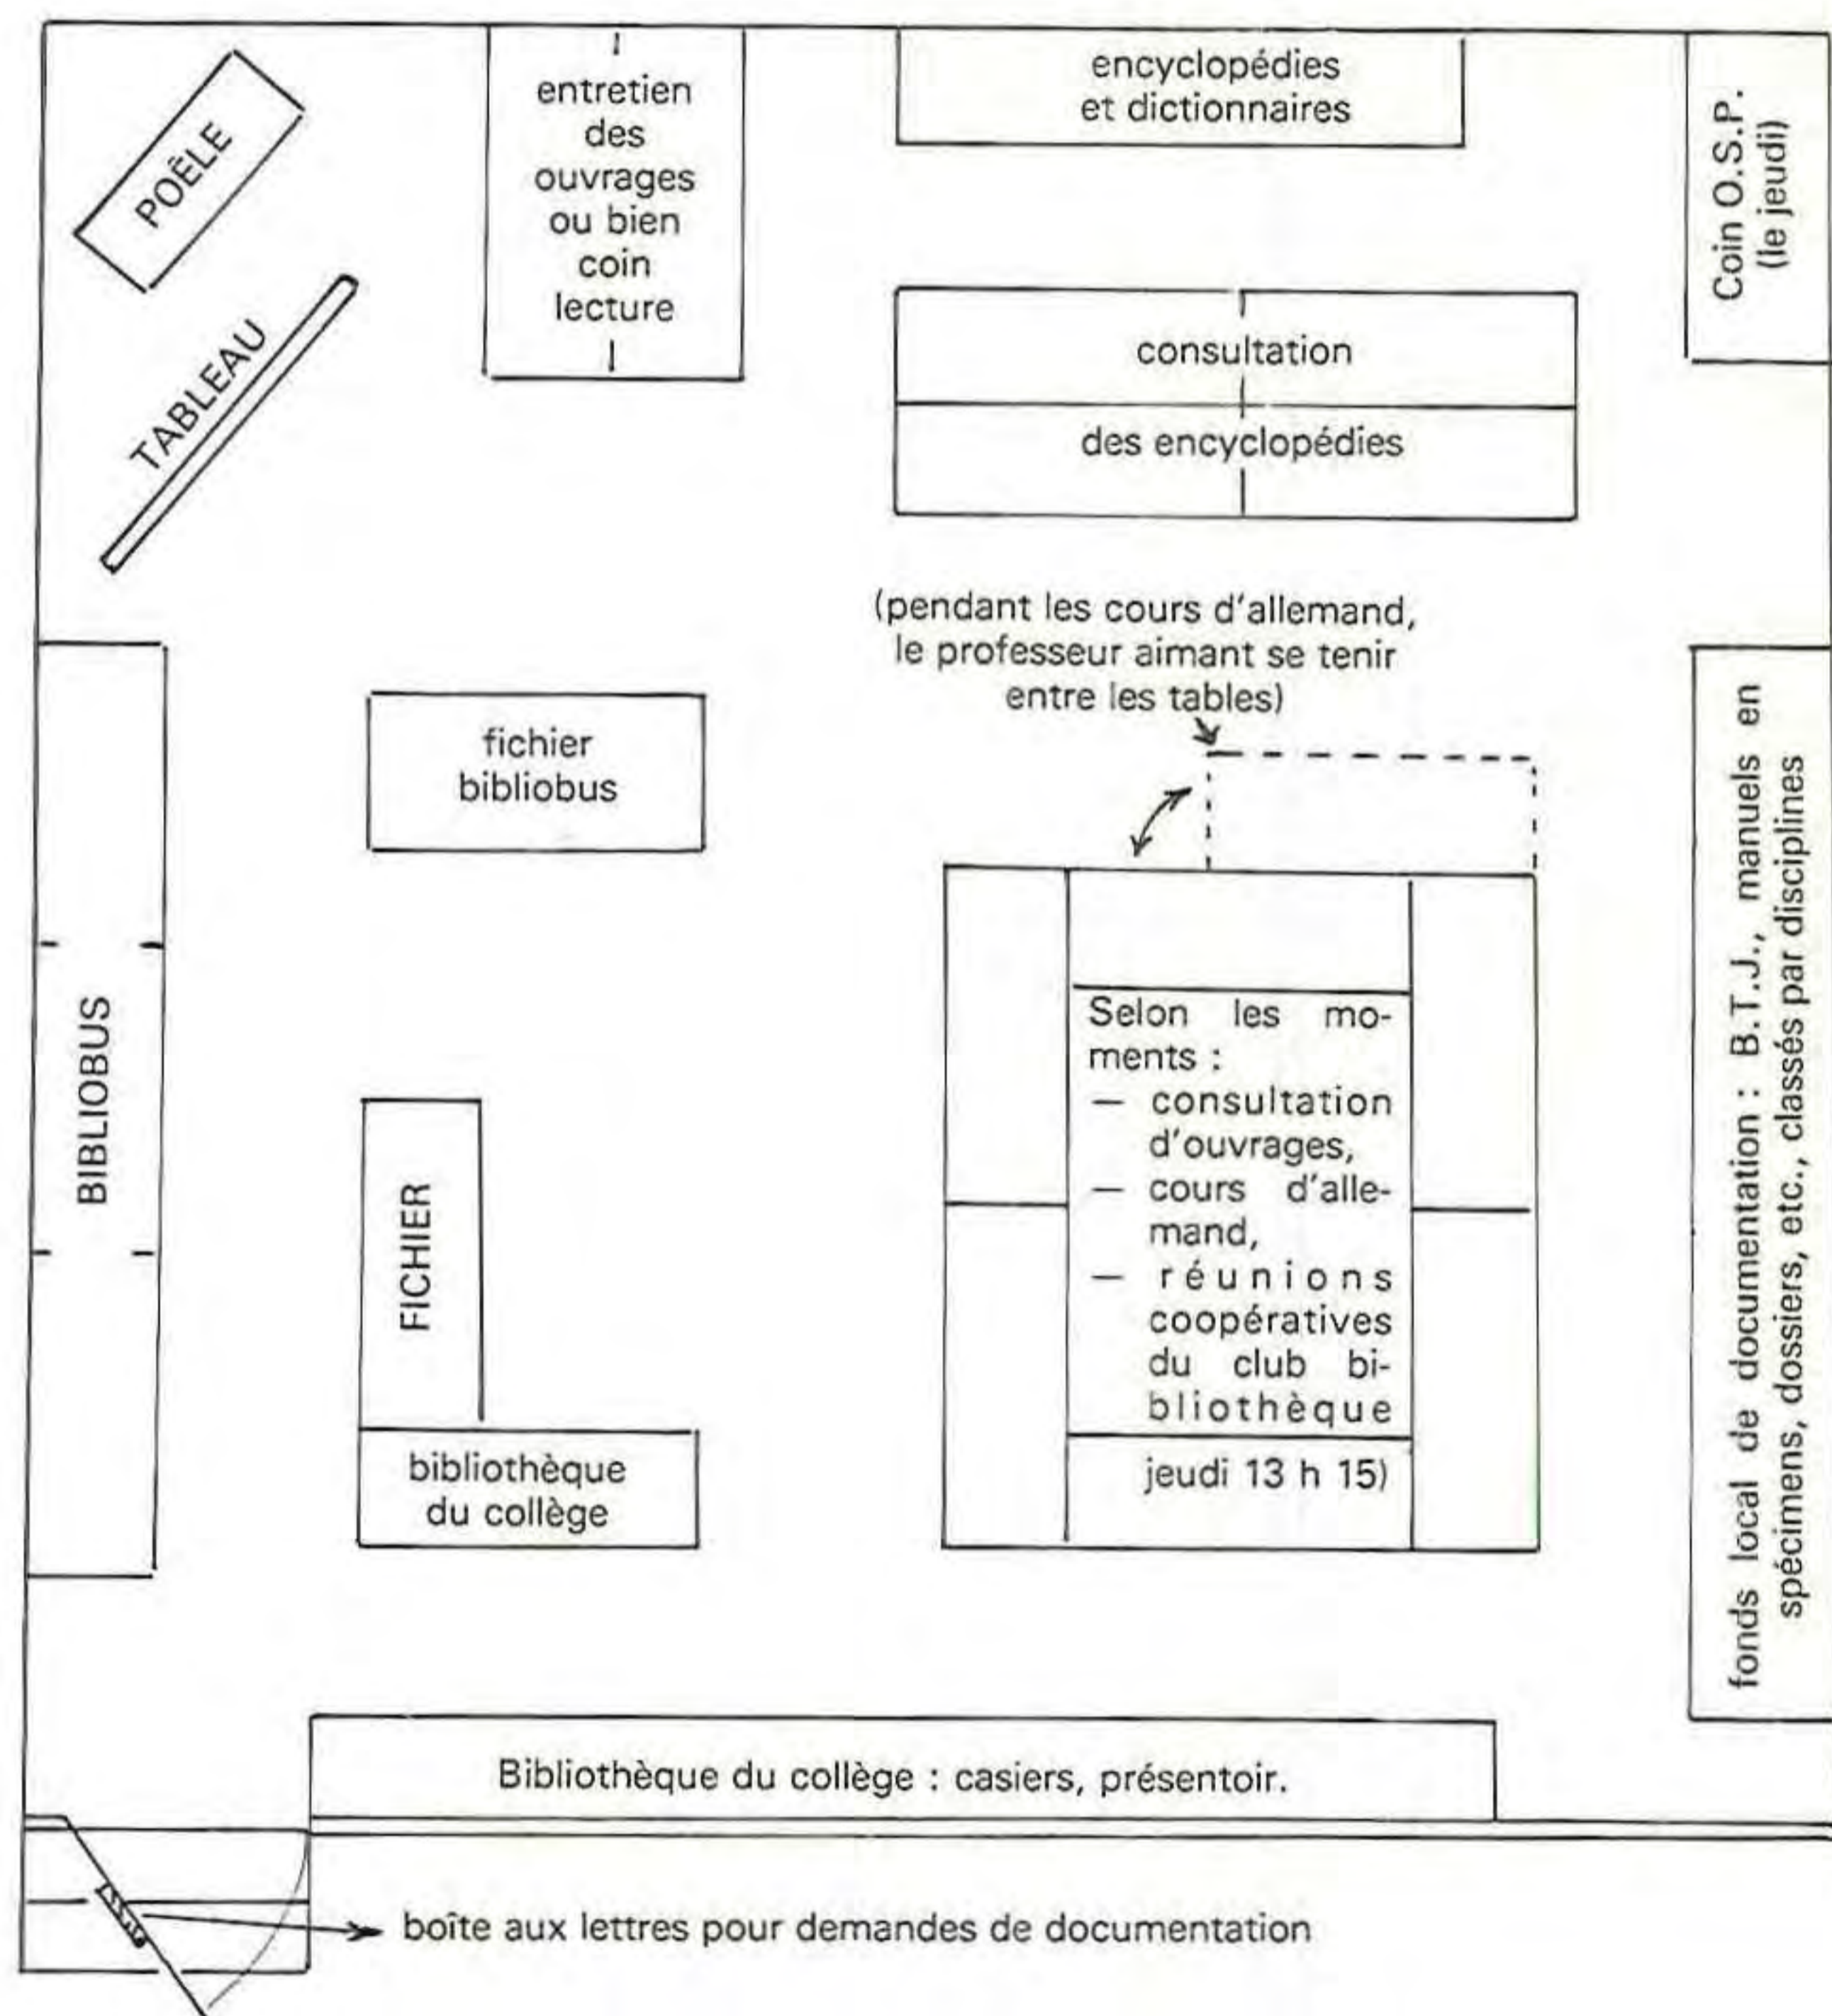 POÊLE
TABLEAU
entretien
des
ouvrages
ou bien
coin
lecture
encyclopédies
et dictionnaires
Coin O.S.P.
(le jeudi)
consultation
des encyclopédies
(pendant les cours d'allemand,
le professeur aimant se tenir
entre les tables)
fichier
bibliobus
BIBLIOBUS
FICHIER
bibliothèque
du collège
Selon les mo-
ments :
— consultation
d'ouvrages,
— cours d'alle-
mand,
— réunions
coopératives
du club bi-
bliothèque
jeudi 13 h 15)
fonds local de documentation : B.T.J., manuels en
spécimens, dossiers, etc., classés par disciplines
Bibliothèque du collège : casiers, présentoir.
boîte aux lettres pour demandes de documentation